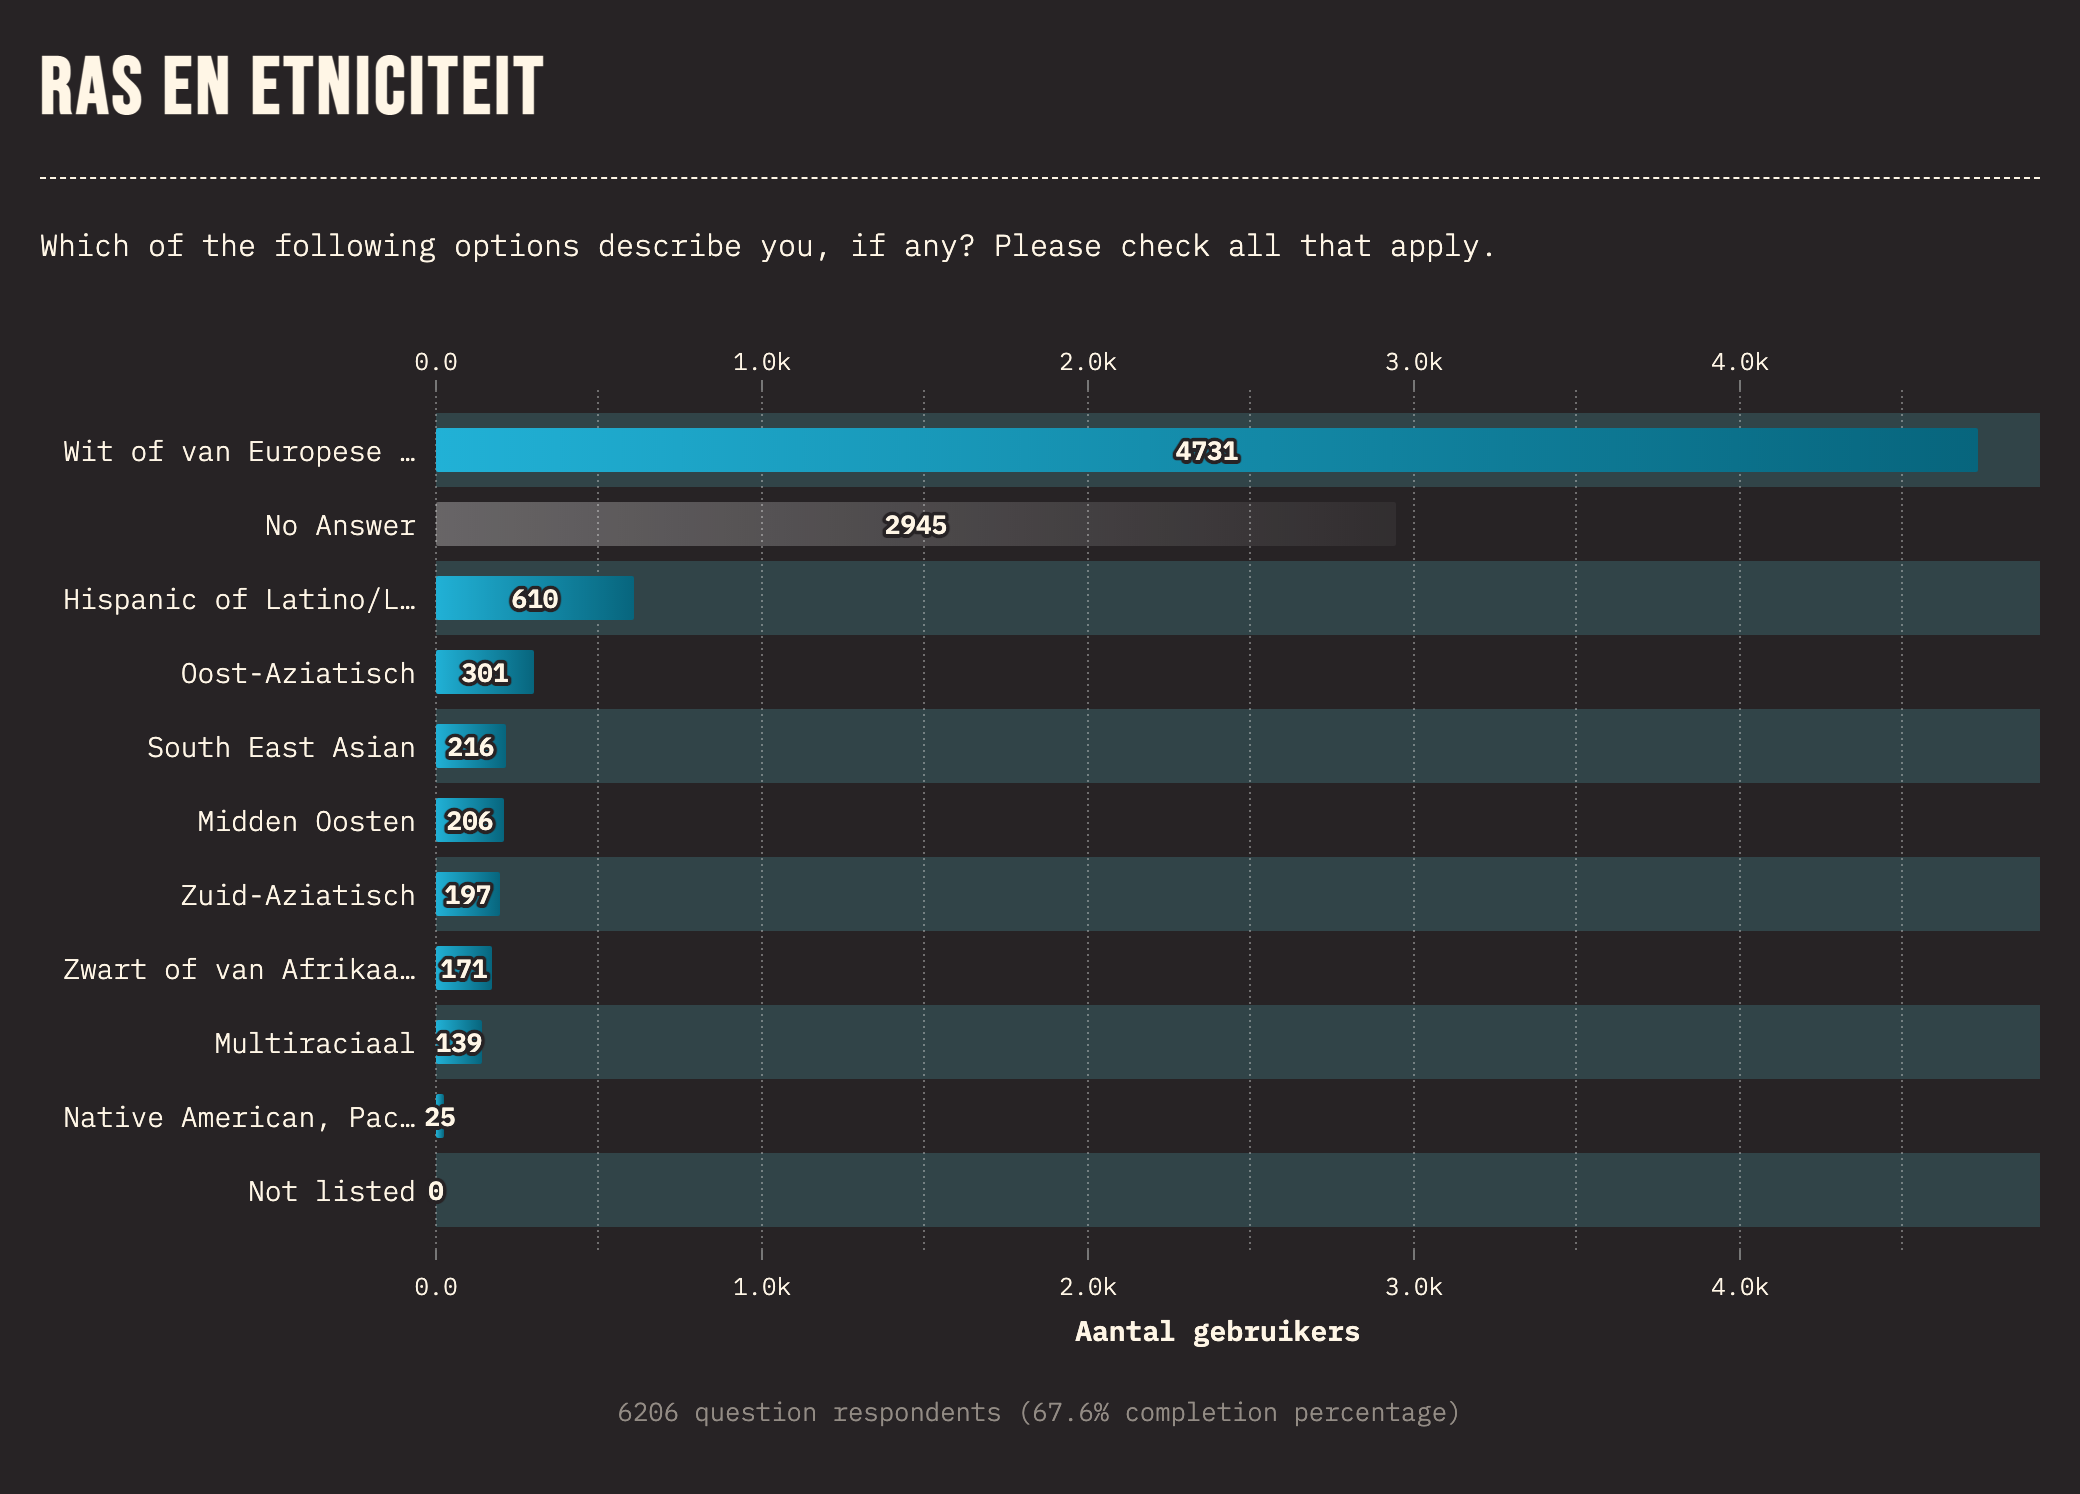 RAS EN ETNICITEIT
Which of the following options describe you, if any? Please check all that apply.
0.0 1.0k 2.0k 3.0k 4.0k
Wit of van Europese … 4731
No Answer 2945
Hispanic of Latino/L… 610
Oost-Aziatisch 301
South East Asian 216
Midden Oosten 206
Zuid-Aziatisch 197
Zwart of van Afrikaa… 171
Multiraciaal 139
Native American, Pac… 25
Not listed 0
0.0 1.0k 2.0k 3.0k 4.0k
Aantal gebruikers
6206 question respondents (67.6% completion percentage)